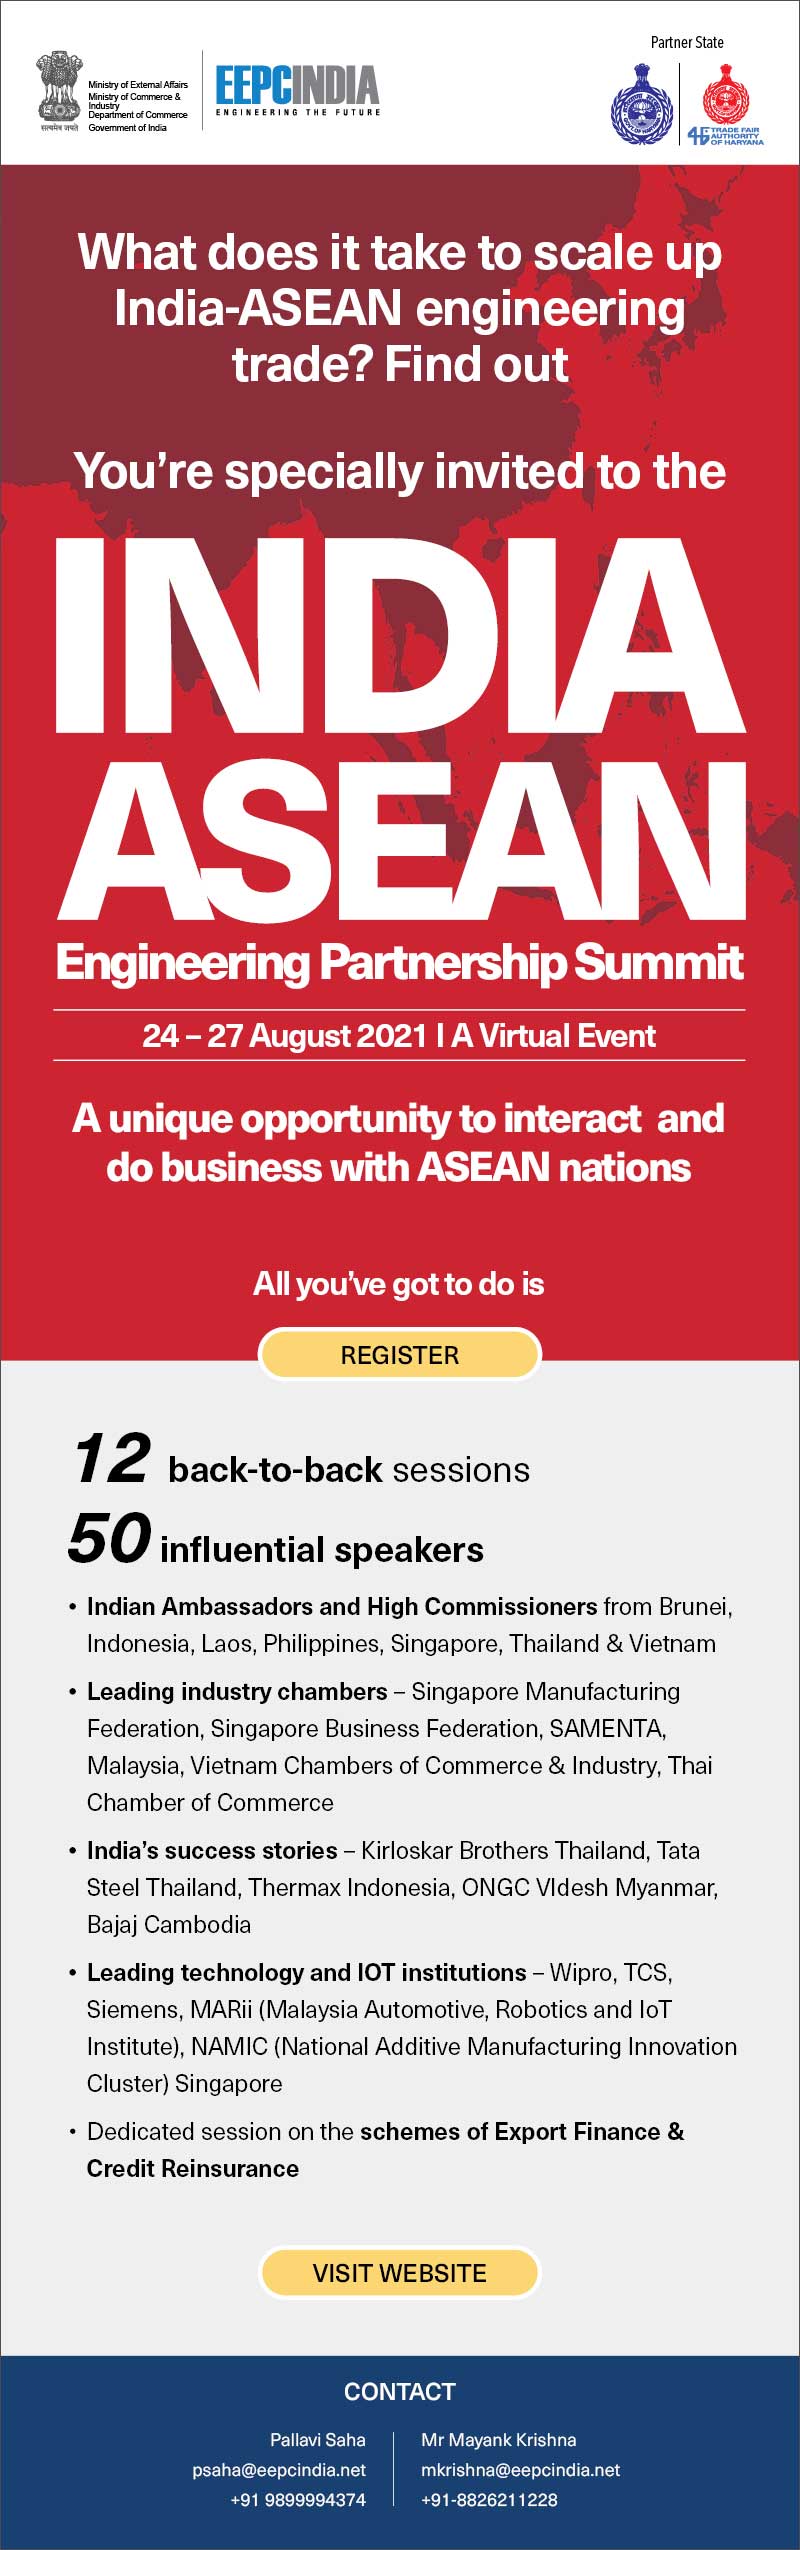 Partner State
Ministry of External Affairs
Ministry of Commerce &
Industry
Department of Commerce
Government of India
सत्यमेव जयते
EEPCINDIA
ENGINEERING THE FUTURE
TRADE FAIR
AUTHORITY
OF HARYANA
What does it take to scale up
India-ASEAN engineering
trade? Find out
You’re specially invited to the
INDIA
ASEAN
Engineering Partnership Summit
24 – 27 August 2021 I A Virtual Event
A unique opportunity to interact and
do business with ASEAN nations
All you’ve got to do is
REGISTER
12 back-to-back sessions
50 influential speakers
• Indian Ambassadors and High Commissioners from Brunei,
Indonesia, Laos, Philippines, Singapore, Thailand & Vietnam
• Leading industry chambers – Singapore Manufacturing
Federation, Singapore Business Federation, SAMENTA,
Malaysia, Vietnam Chambers of Commerce & Industry, Thai
Chamber of Commerce
• India’s success stories – Kirloskar Brothers Thailand, Tata
Steel Thailand, Thermax Indonesia, ONGC VIdesh Myanmar,
Bajaj Cambodia
• Leading technology and IOT institutions – Wipro, TCS,
Siemens, MARii (Malaysia Automotive, Robotics and IoT
Institute), NAMIC (National Additive Manufacturing Innovation
Cluster) Singapore
• Dedicated session on the schemes of Export Finance &
Credit Reinsurance
VISIT WEBSITE
CONTACT
Pallavi Saha
psaha@eepcindia.net
+91 9899994374
Mr Mayank Krishna
mkrishna@eepcindia.net
+91-8826211228